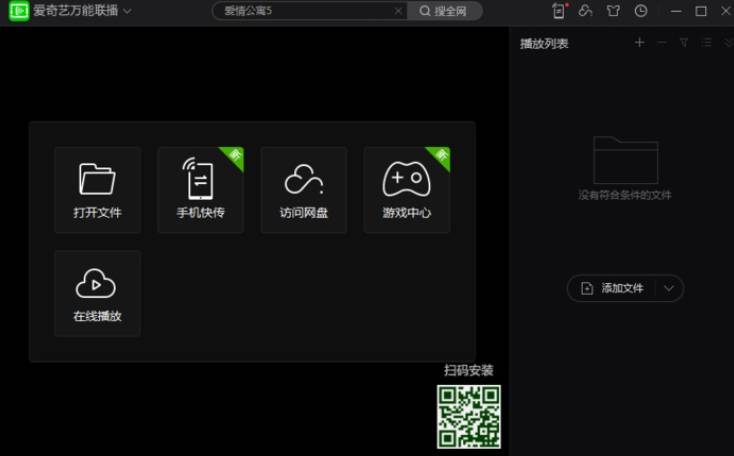 爱奇艺万能联播
爱情公寓5
搜全网
播放列表
新
新
打开文件
手机快传
访问网盘
游戏中心
没有符合条件的文件
添加文件
在线播放
扫码安装